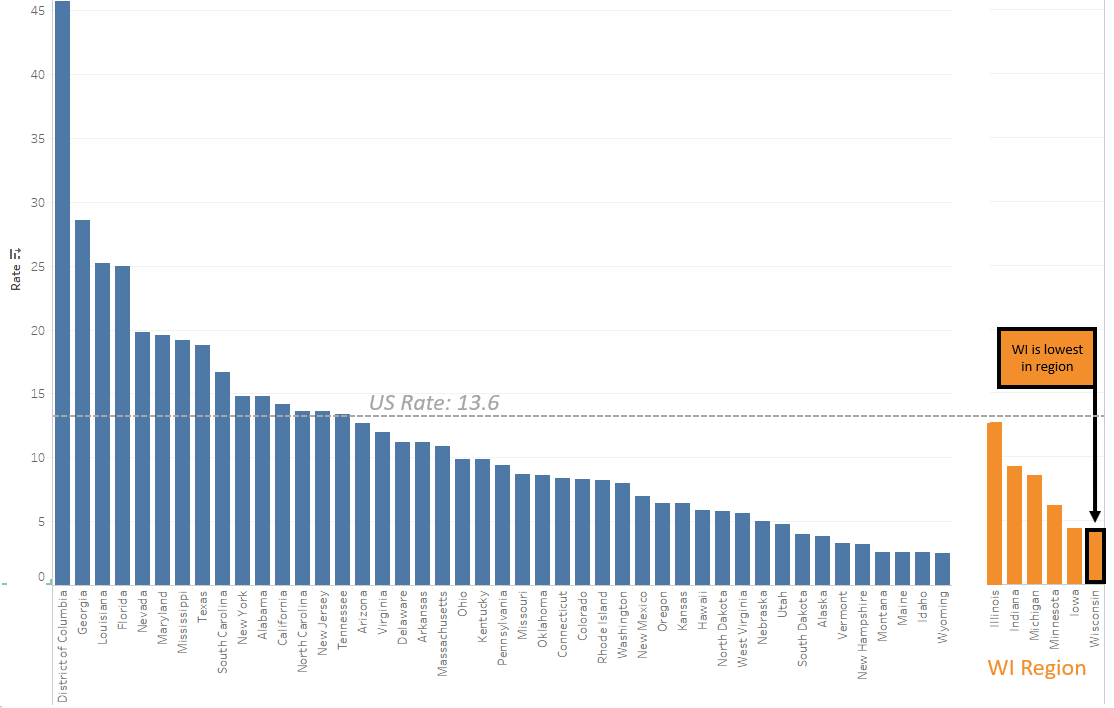 45
40
35
30
25
20
15
10
5
0
Rate
US Rate: 13.6
WI is lowest
in region
District of Columbia
Georgia
Louisiana
Florida
Nevada
Maryland
Mississippi
Texas
South Carolina
New York
Alabama
California
North Carolina
New Jersey
Tennessee
Arizona
Virginia
Delaware
Arkansas
Massachusetts
Ohio
Kentucky
Pennsylvania
Missouri
Oklahoma
Connecticut
Colorado
Rhode Island
Washington
New Mexico
Oregon
Kansas
Hawaii
North Dakota
West Virginia
Nebraska
Utah
South Dakota
Alaska
Vermont
New Hampshire
Montana
Maine
Idaho
Wyoming
Illinois
Indiana
Michigan
Minnesota
Iowa
Wisconsin
WI Region